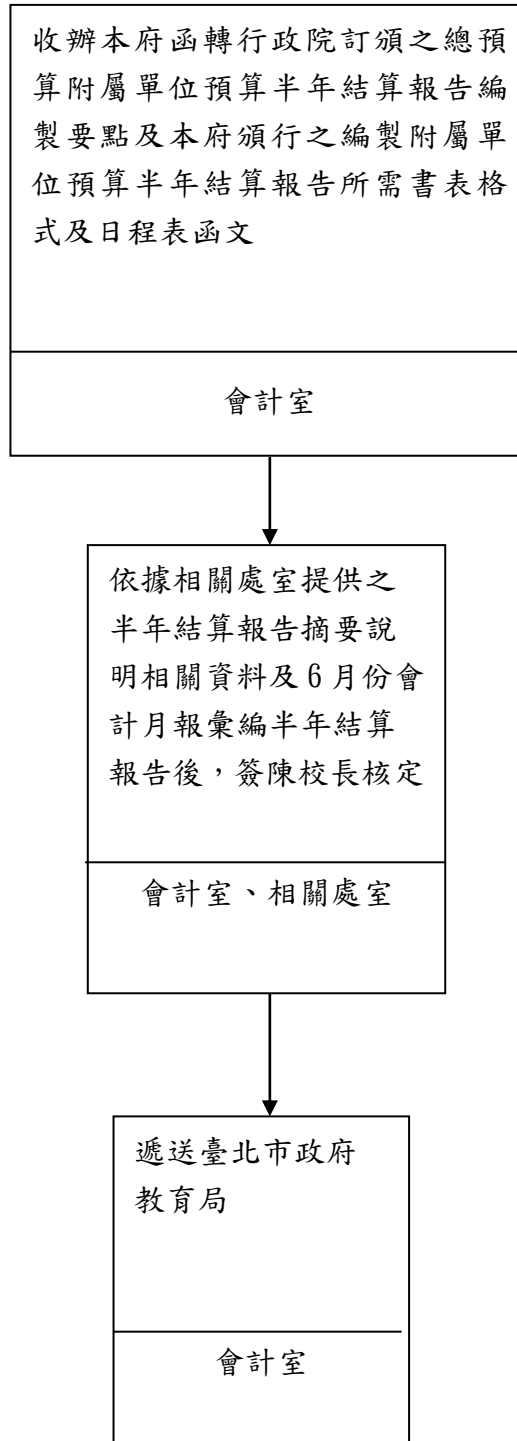 收辦本府函轉行政院訂頒之總預
算附屬單位預算半年結算報告編
製要點及本府頒行之編製附屬單
位預算半年結算報告所需書表格
式及日程表函文
會計室
依據相關處室提供之
半年結算報告摘要說
明相關資料及6月份會
計月報彙編半年結算
報告後，簽陳校長核定
會計室、相關處室
遞送臺北市政府
教育局
會計室